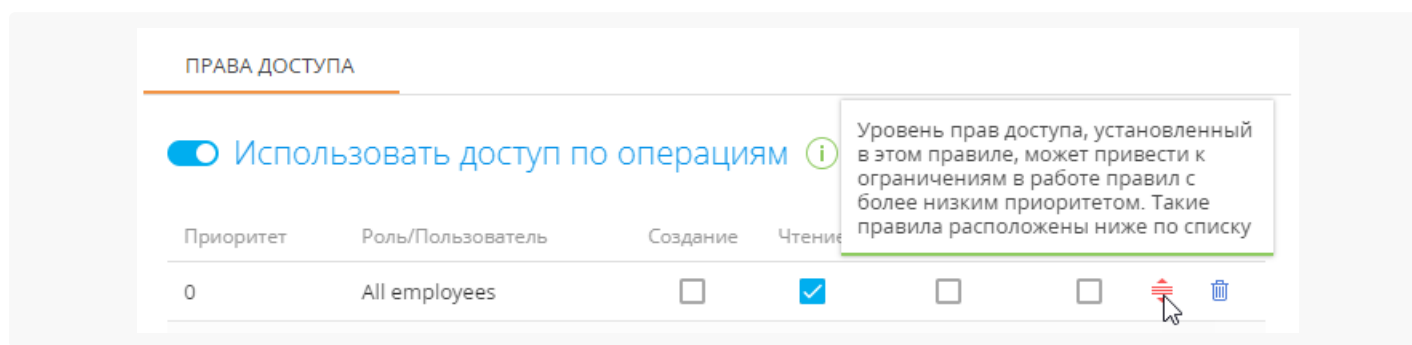 ПРАВА ДОСТУПА
Использовать доступ по операциям i
Уровень прав доступа, установленный
в этом правиле, может привести к
ограничениям в работе правил с
более низким приоритетом. Такие
правила расположены ниже по списку
Приоритет Роль/Пользователь Создание Чтение
0 All employees